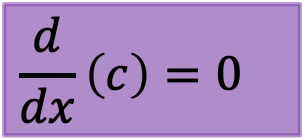 d/dx (c) = 0